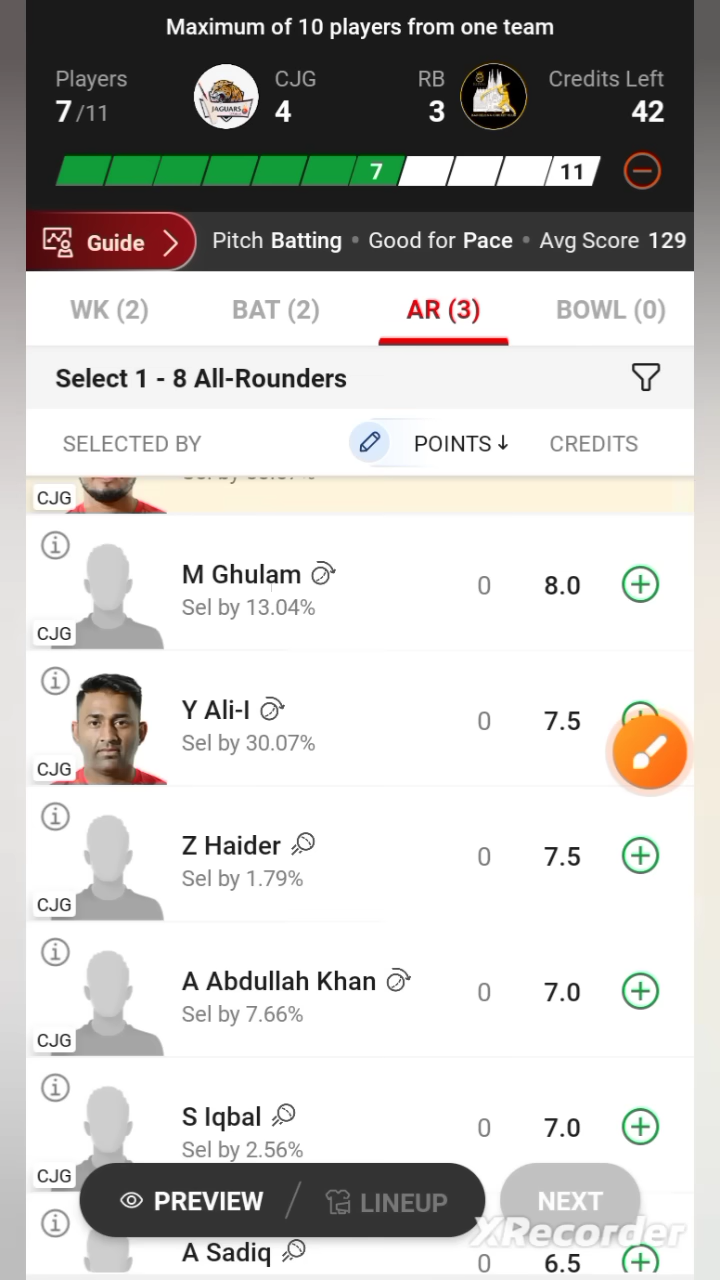 Maximum of 10 players from one team
Players CJG RB Credits Left
7/11 4 3 42
JAGUARS
7 11
Guide Pitch Batting • Good for Pace • Avg Score 129
WK (2) BAT (2) AR (3) BOWL (0)
Select 1 - 8 All-Rounders
SELECTED BY POINTS↓ CREDITS
CJG
M Ghulam 0 8.0
Sel by 13.04%
CJG
Y Ali-I 0 7.5
Sel by 30.07%
CJG
Z Haider 0 7.5
Sel by 1.79%
CJG
A Abdullah Khan 0 7.0
Sel by 7.66%
CJG
S Iqbal 0 7.0
Sel by 2.56%
CJG
PREVIEW LINEUP NEXT
XRecorder
A Sadiq 0 6.5